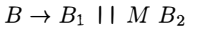 B → B₁ || M B₂